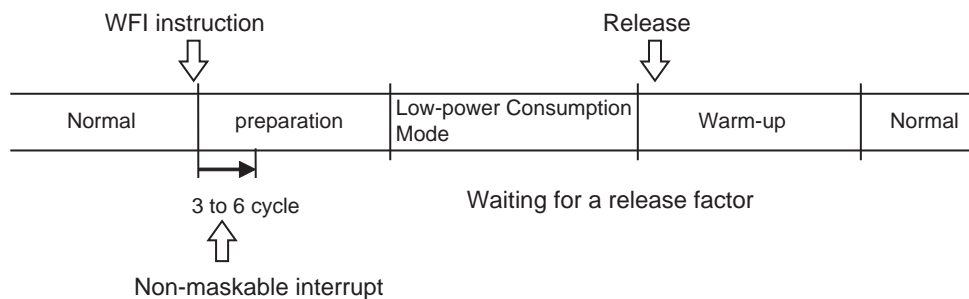 WFI instruction
Release
Normal
preparation
Low-power Consumption
Mode
Warm-up
Normal
3 to 6 cycle
Waiting for a release factor
Non-maskable interrupt